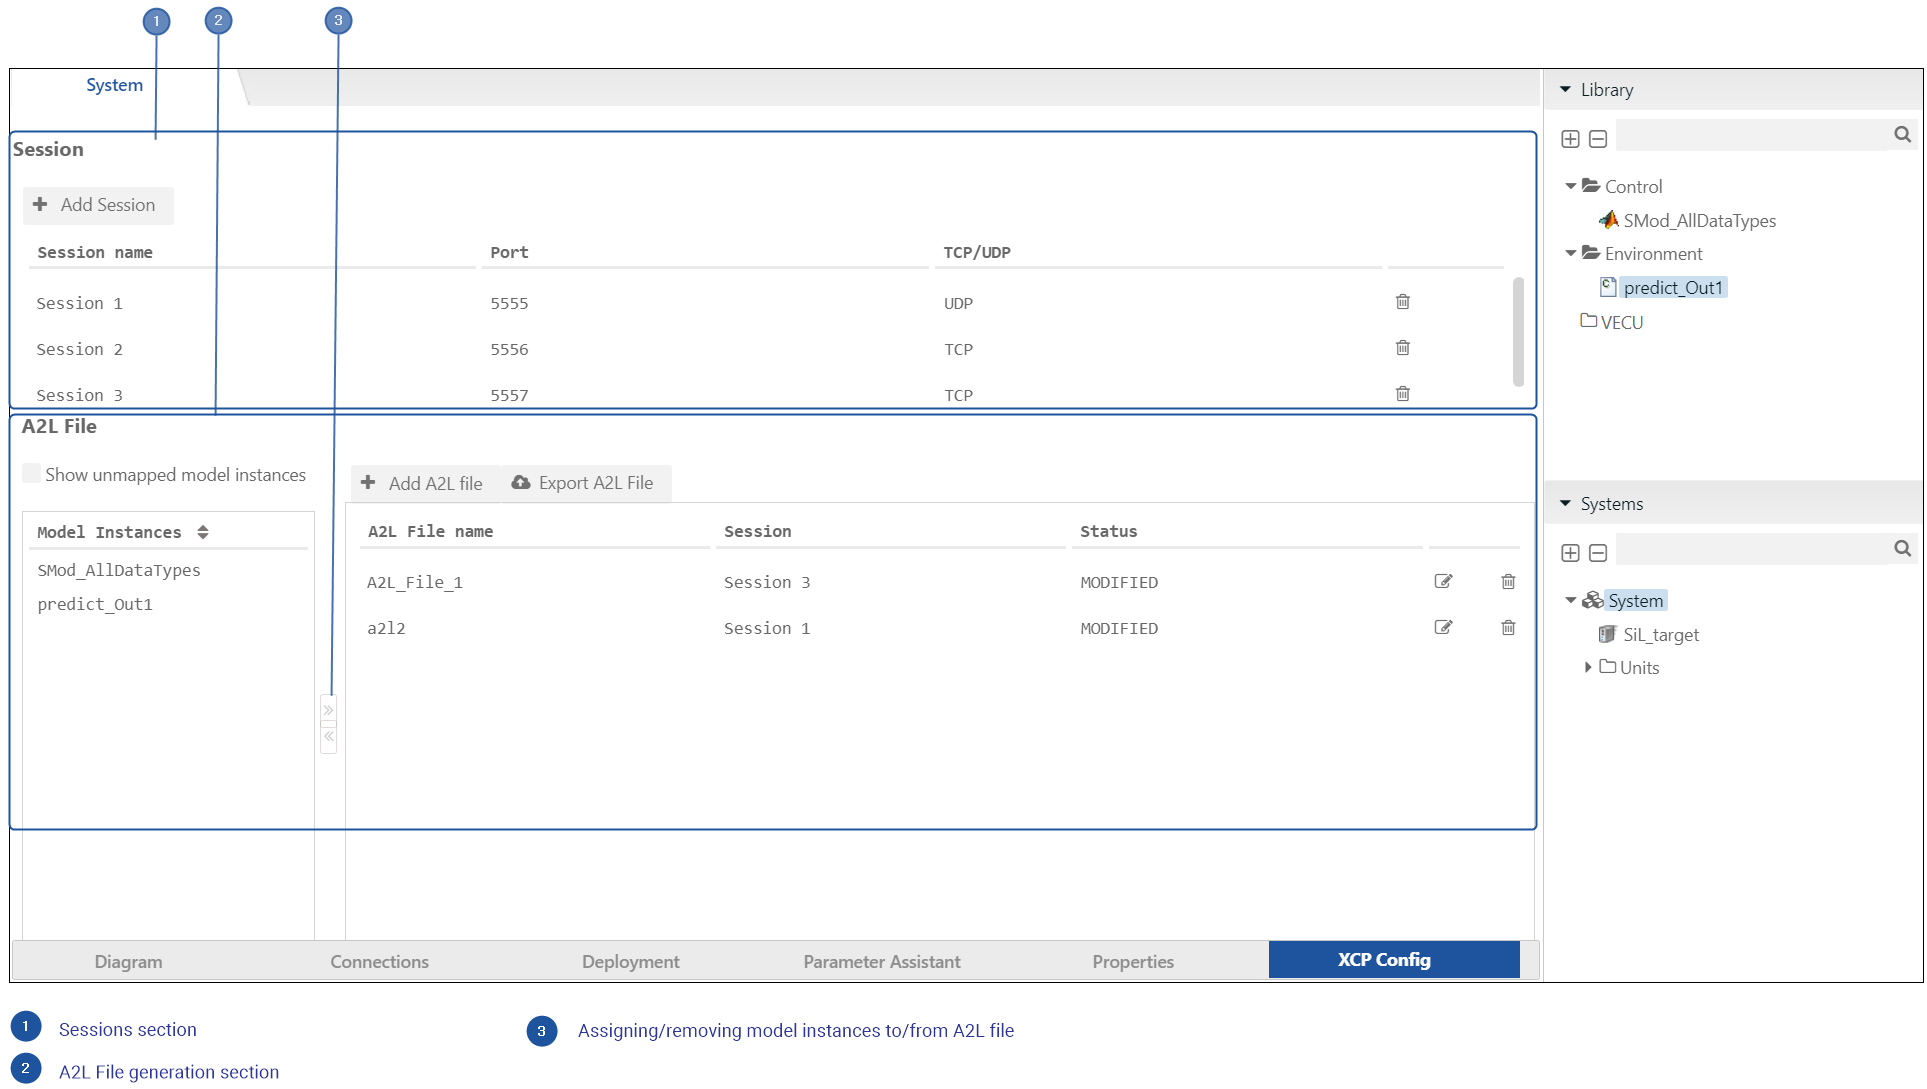 1 2 3
System
Session
Add Session
Session name Port TCP/UDP
Session 1 5555 UDP
Session 2 5556 TCP
Session 3 5557 TCP
A2L File
Show unmapped model instances
Add A2L file Export A2L File
Model Instances
SMod_AllDataTypes
predict_Out1
A2L File name Session Status
A2L_File_1 Session 3 MODIFIED
a2l2 Session 1 MODIFIED
Diagram Connections Deployment Parameter Assistant Properties XCP Config
Library
Control
SMod_AllDataTypes
Environment
predict_Out1
VECU
Systems
System
SiL_target
Units
1 Sessions section
2 A2L File generation section
3 Assigning/removing model instances to/from A2L file